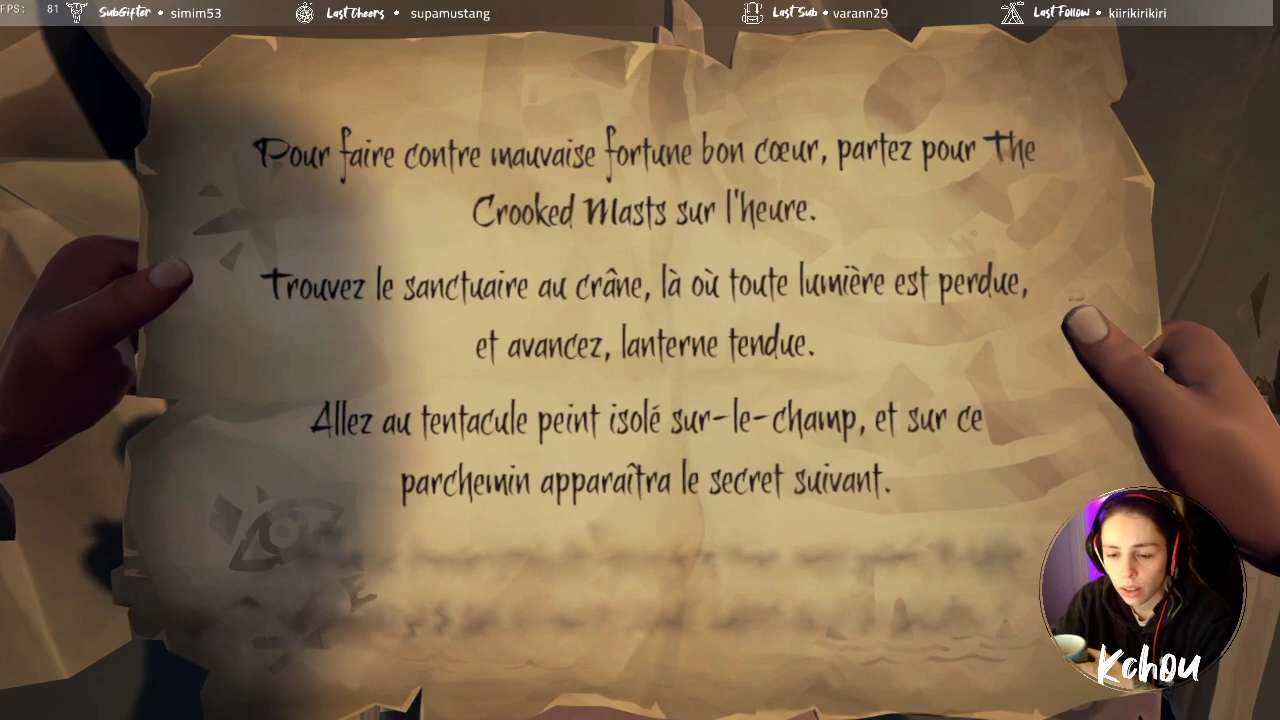 FPS: 81 SubGifter • simim53 Last Cheers • supamustang Last Sub • varann29 Last Follow • kiirikirikiri
Pour faire contre mauvaise fortune bon cœur, partez pour The
Crooked Masts sur l'heure.
Trouvez le sanctuaire au crâne, là où toute lumière est perdue,
et avancez, lanterne tendue.
Allez au tentacule peint isolé sur-le-champ, et sur ce
parchemin apparaîtra le secret suivant.
Kchou